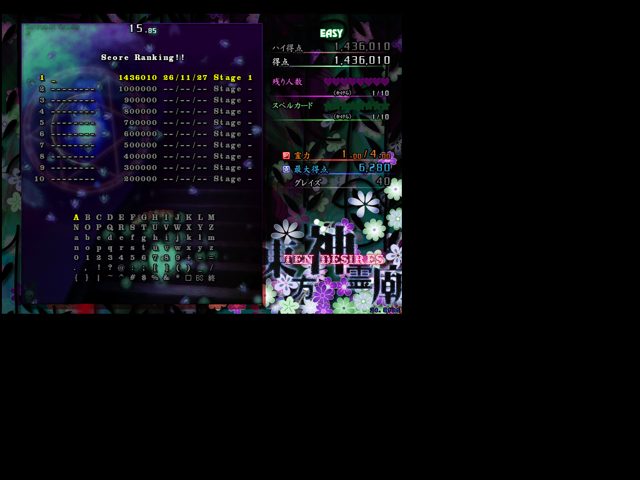 15.85
Score Ranking!!
1 _ 1436010 26/11/27 Stage 1
2 -------- 1000000 --/--/-- Stage -
3 -------- 900000 --/--/-- Stage -
4 -------- 800000 --/--/-- Stage -
5 -------- 700000 --/--/-- Stage -
6 -------- 600000 --/--/-- Stage -
7 -------- 500000 --/--/-- Stage -
8 -------- 400000 --/--/-- Stage -
9 -------- 300000 --/--/-- Stage -
10 -------- 200000 --/--/-- Stage -
A B C D E F G H I J K L M
N O P Q R S T U V W X Y Z
a b c d e f g h i j k l m
n o p q r s t u v w x y z
0 1 2 3 4 5 6 7 8 9 + - =
. , ! ? @ : ; [ ] ( ) _ /
{ } | ~ ^ # $ % & *
EASY
ハイ得点 1,436,010
得点 1,436,010
残り人数
1/10
スペルカード
1/10
霊力 1.00/4.00
最大得点 6,280
グレイズ 40
東方神霊廟
TEN DESIRES